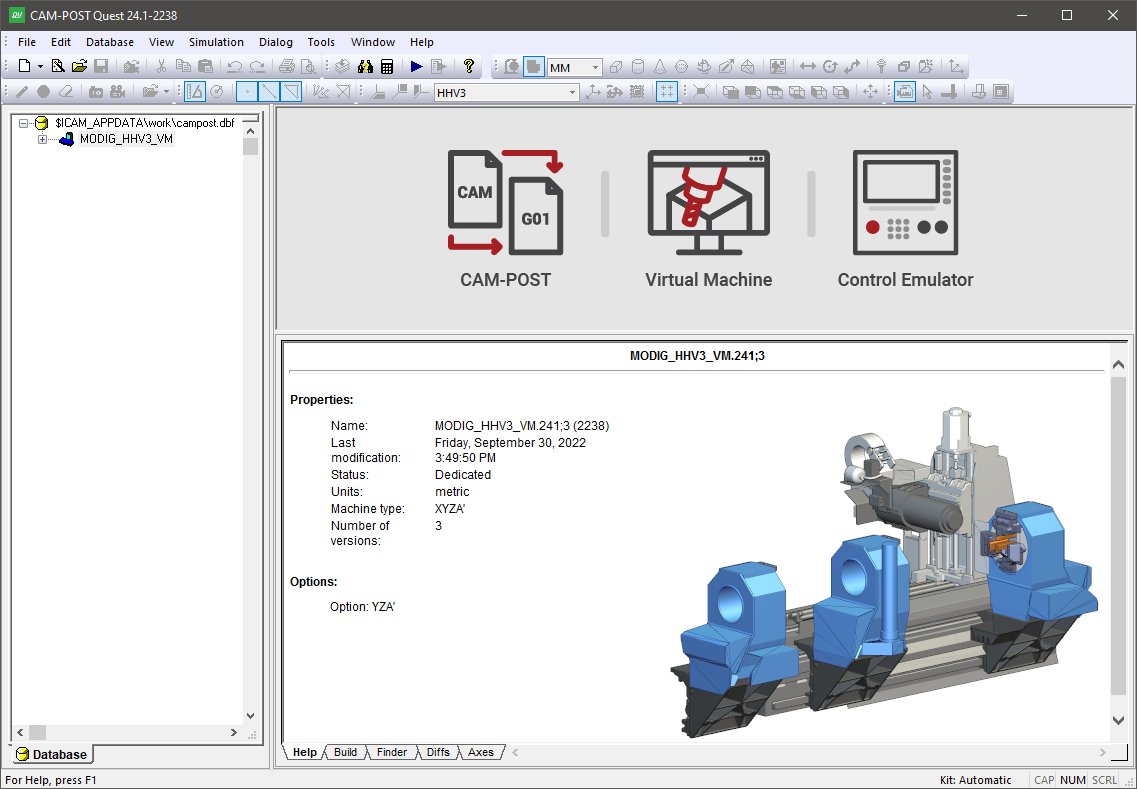 CAM-POST Quest 24.1-2238
File Edit Database View Simulation Dialog Tools Window Help
MM
HHV3
$ICAM_APPDATA\work\campost.dbf
MODIG_HHV3_VM
CAM
G01
CAM-POST
Virtual Machine
Control Emulator
MODIG_HHV3_VM.241;3
Properties:
Name: MODIG_HHV3_VM.241;3 (2238)
Last modification: Friday, September 30, 2022 3:49:50 PM
Status: Dedicated
Units: metric
Machine type: XYZA'
Number of versions: 3
Options:
Option: YZA'
Database
Help Build Finder Diffs Axes
For Help, press F1
Kit: Automatic CAP NUM SCRL